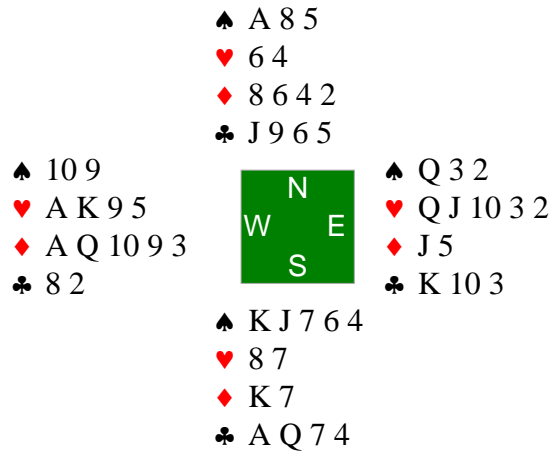 ♠ A 8 5
♥ 6 4
♦ 8 6 4 2
♣ J 9 6 5
♠ 10 9
♥ A K 9 5
♦ A Q 10 9 3
♣ 8 2
N
W E
S
♠ Q 3 2
♥ Q J 10 3 2
♦ J 5
♣ K 10 3
♠ K J 7 6 4
♥ 8 7
♦ K 7
♣ A Q 7 4